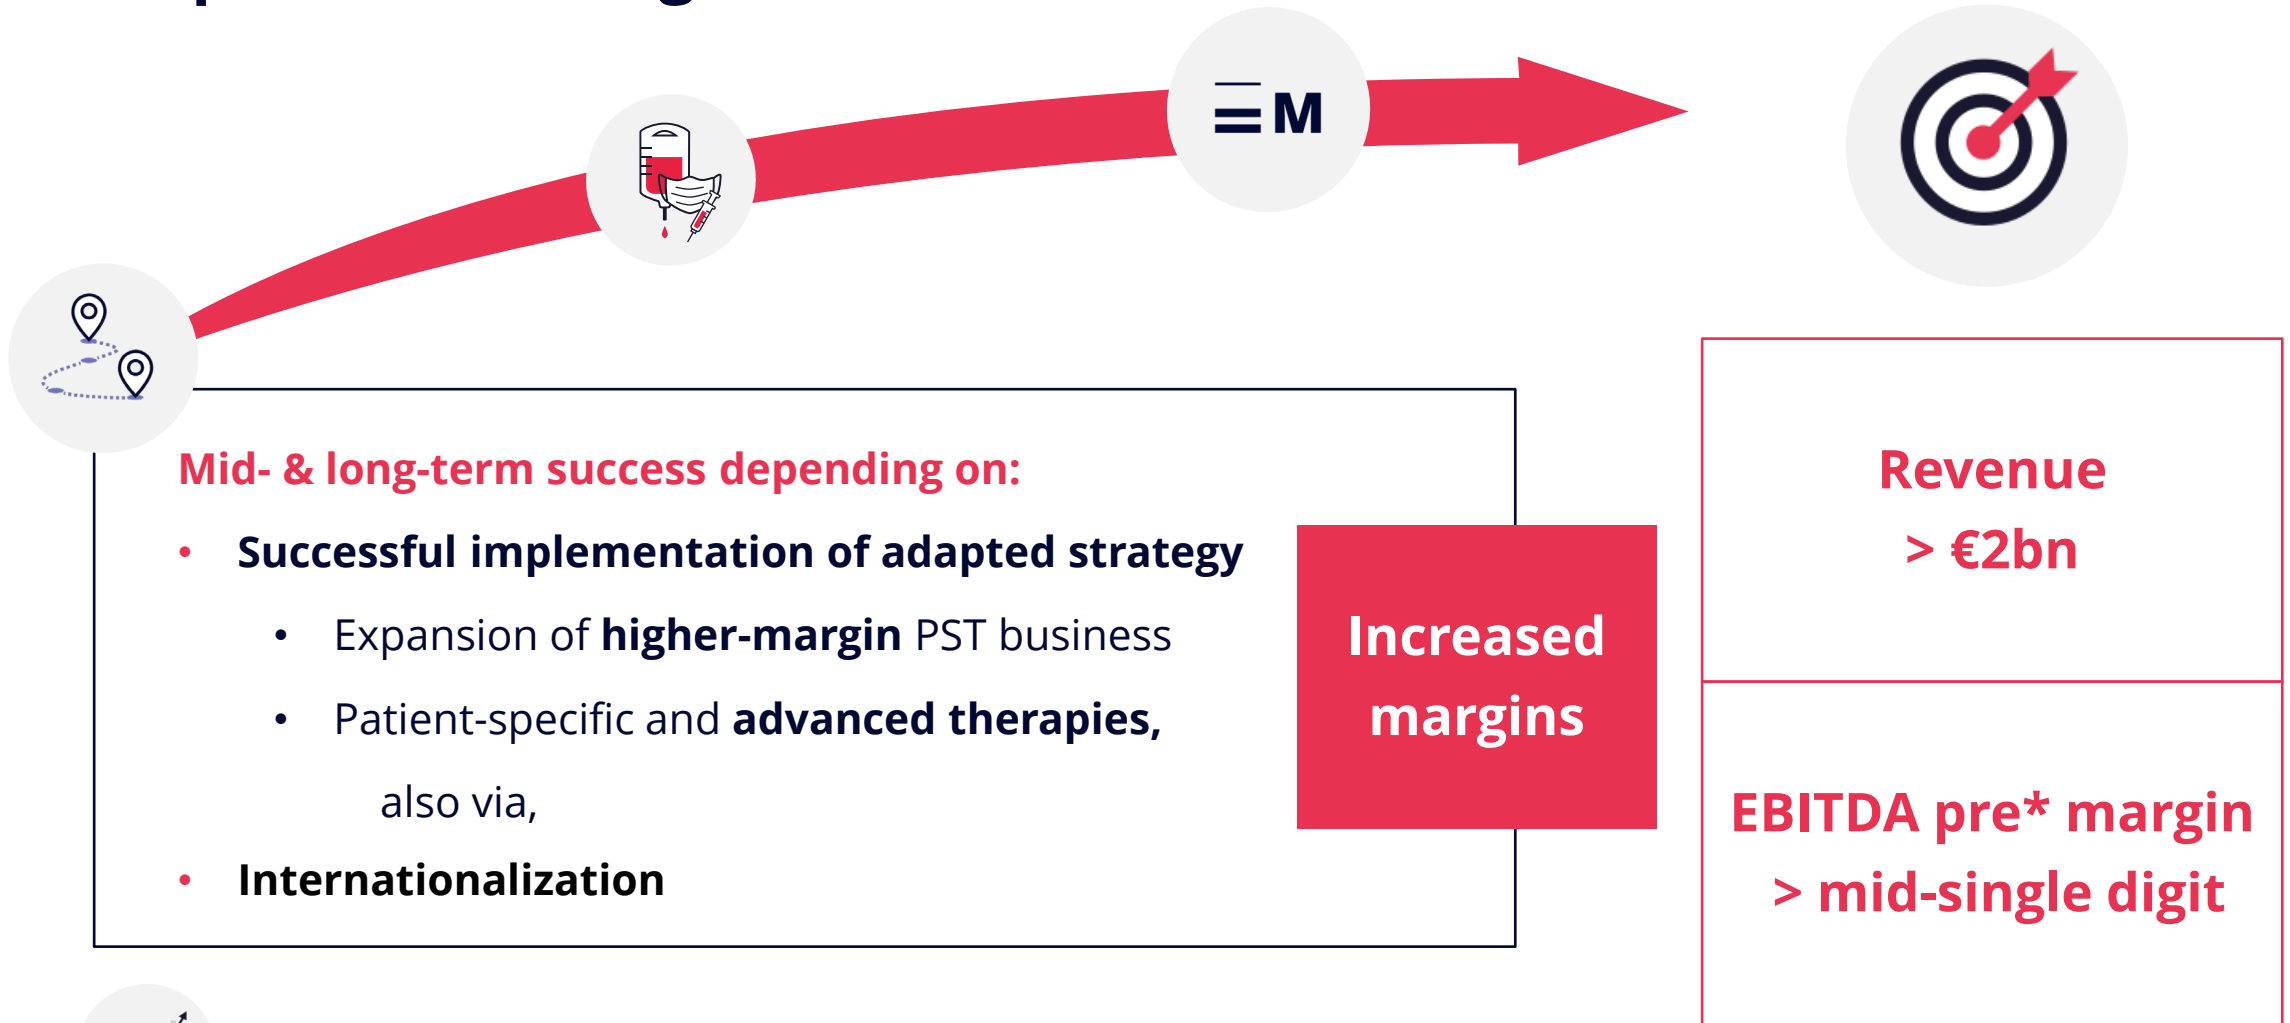 M
Mid- & long-term success depending on:
• Successful implementation of adapted strategy
• Expansion of higher-margin PST business
• Patient-specific and advanced therapies,
also via,
• Internationalization
Increased
margins
Revenue
> €2bn
EBITDA pre* margin
> mid-single digit